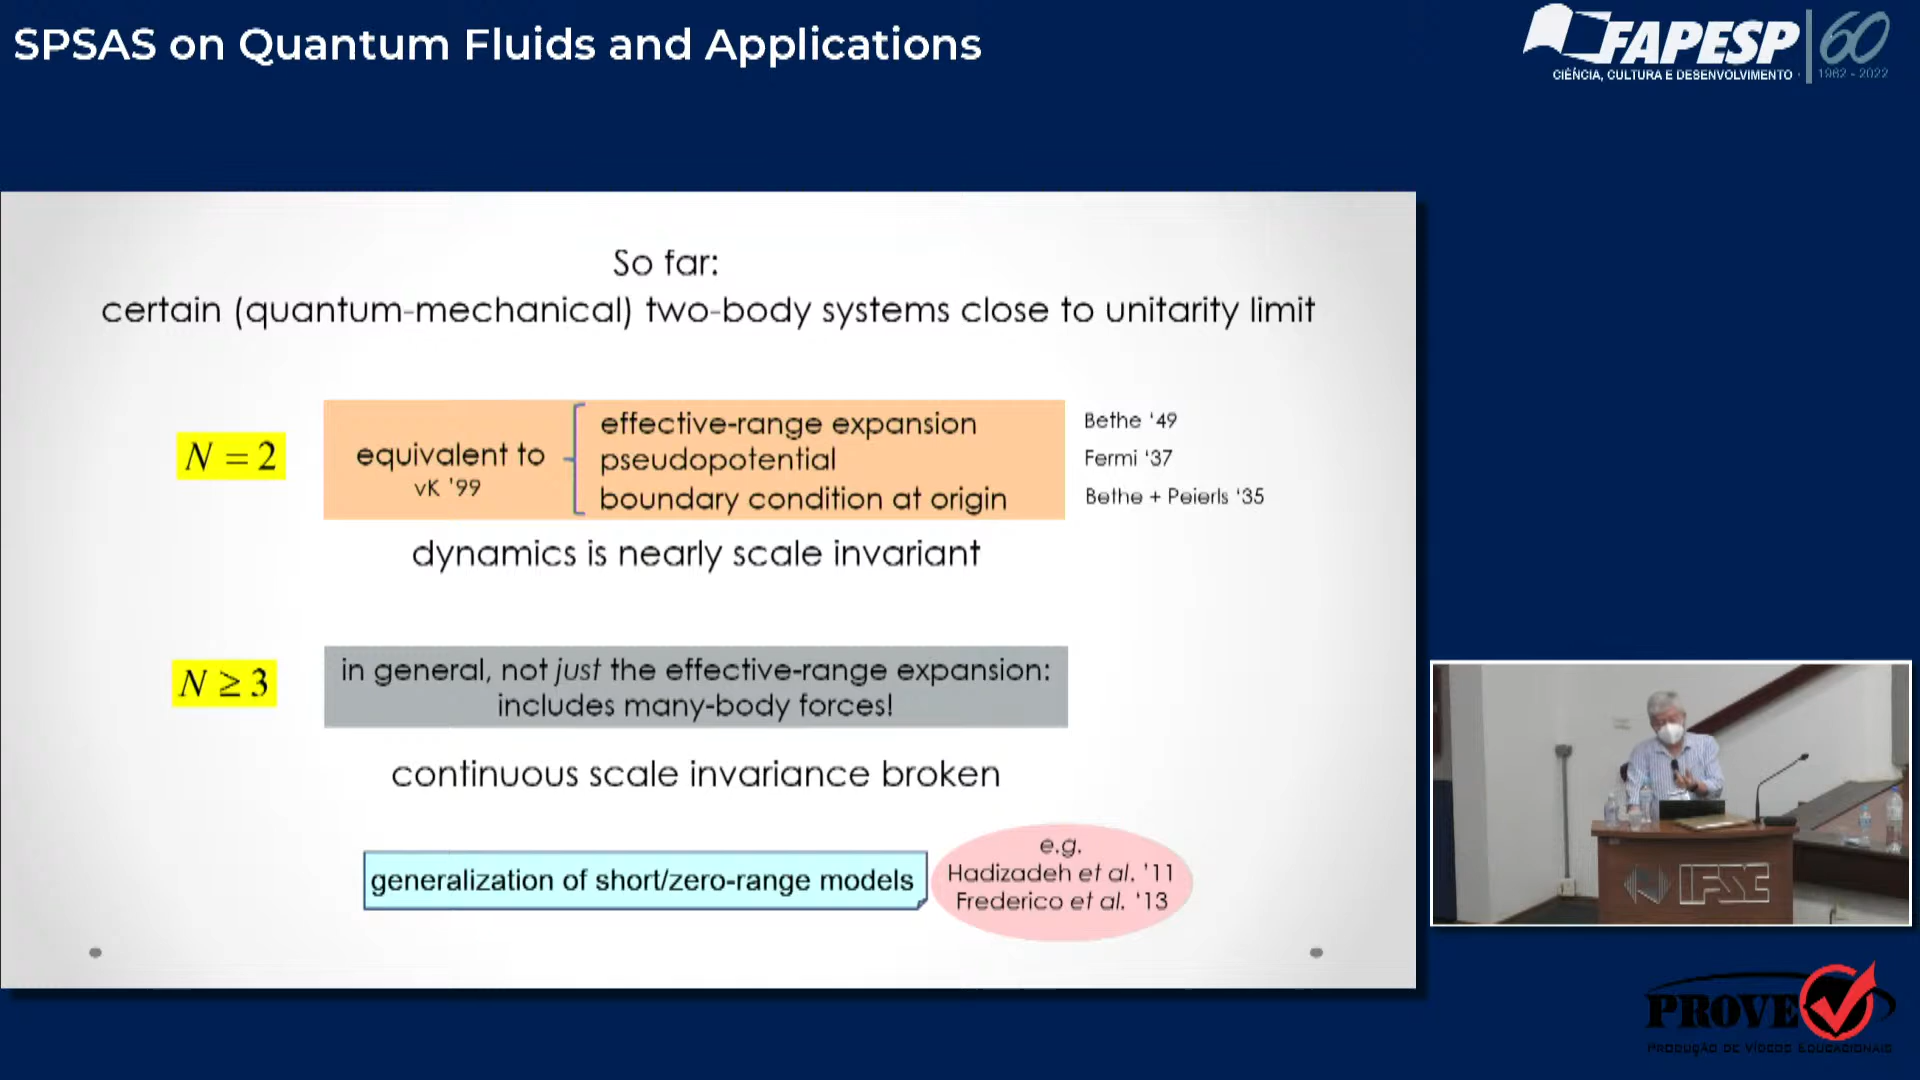 SPSAS on Quantum Fluids and Applications
FAPESP 60
CIÊNCIA, CULTURA E DESENVOLVIMENTO
1962 - 2022
So far:
certain (quantum-mechanical) two-body systems close to unitarity limit
N = 2
equivalent to
vK '99
effective-range expansion
pseudopotential
boundary condition at origin
Bethe '49
Fermi '37
Bethe + Peierls '35
dynamics is nearly scale invariant
N ≥ 3
in general, not just the effective-range expansion:
includes many-body forces!
continuous scale invariance broken
generalization of short/zero-range models
e.g.
Hadizadeh et al. '11
Frederico et al. '13
IFSC
PROVE
PRODUÇÃO DE VÍDEOS EDUCACIONAIS